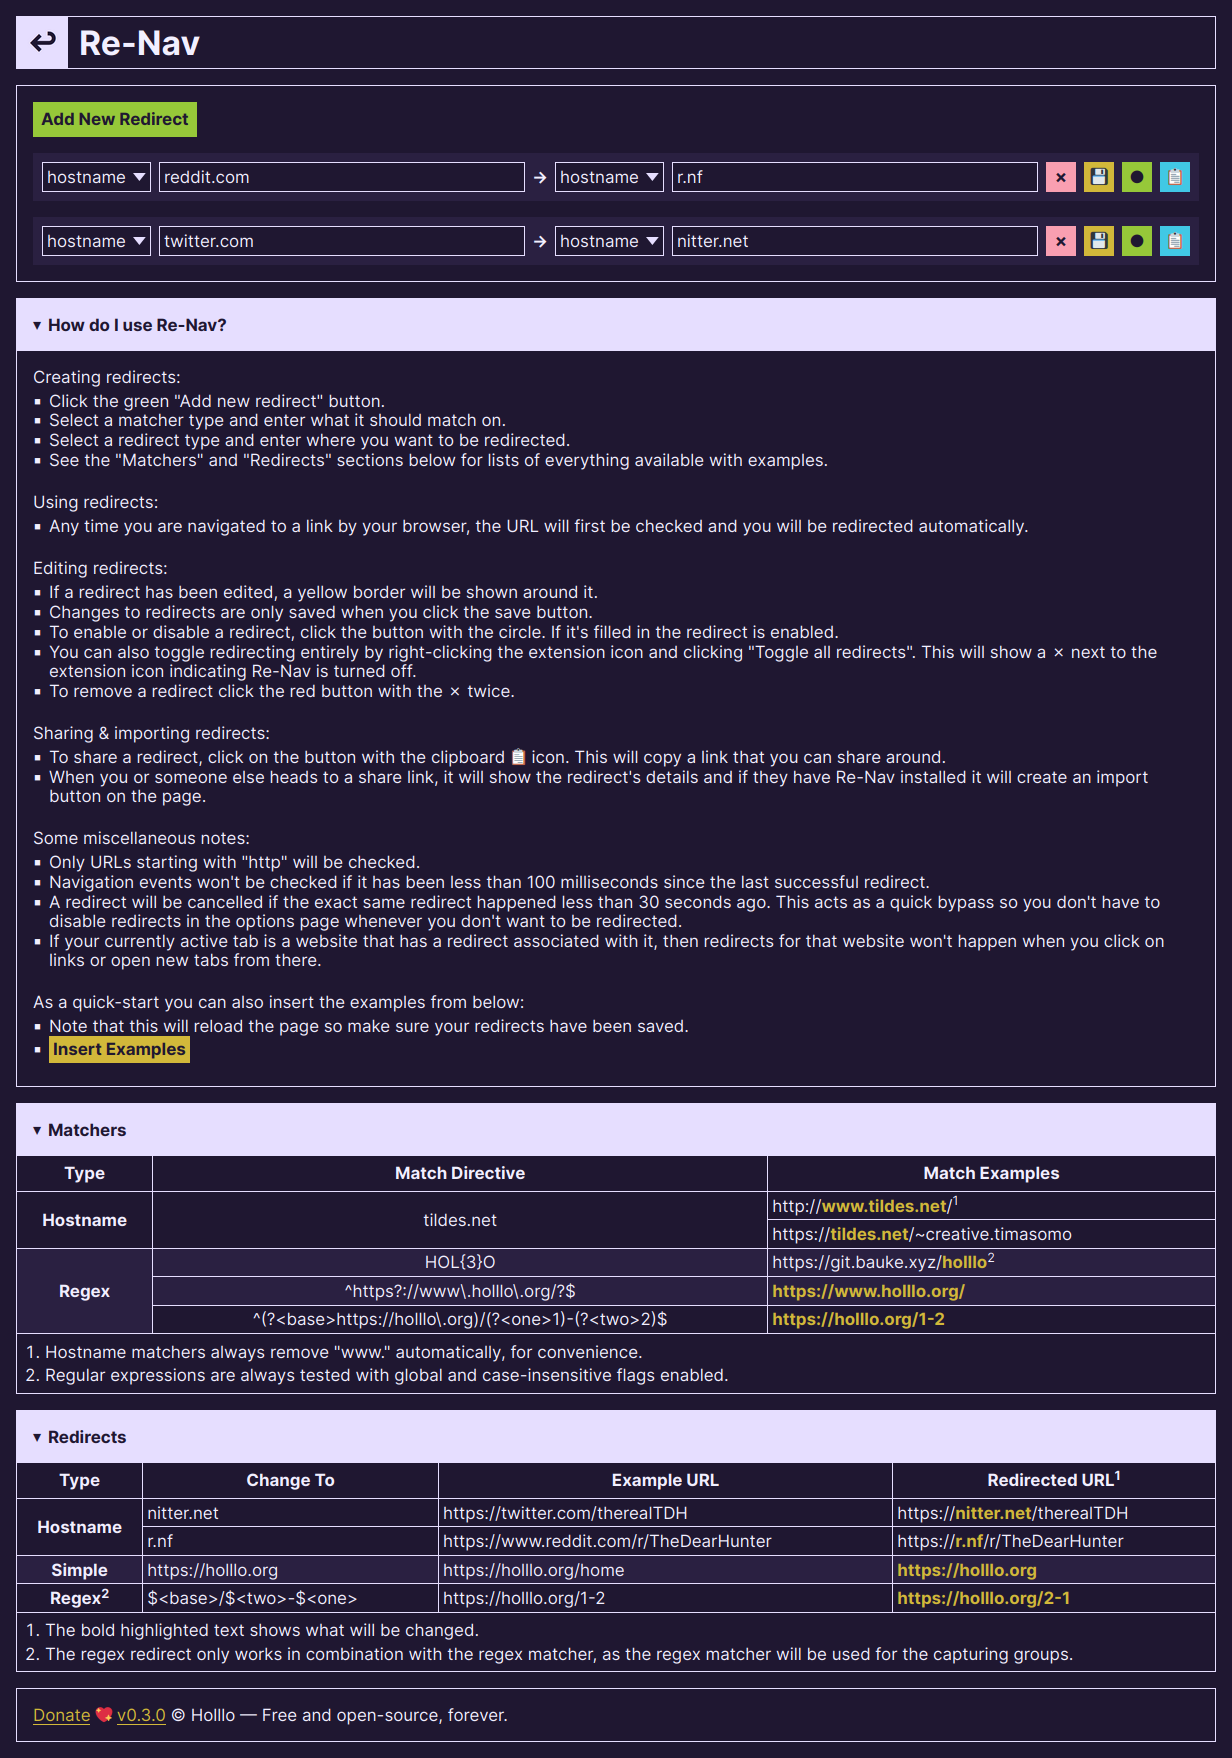 ↩ Re-Nav
Add New Redirect
hostname ▼ reddit.com → hostname ▼ r.nf × 💾 ● 📋
hostname ▼ twitter.com → hostname ▼ nitter.net × 💾 ● 📋
▾ How do I use Re-Nav?
Creating redirects:
▪ Click the green "Add new redirect" button.
▪ Select a matcher type and enter what it should match on.
▪ Select a redirect type and enter where you want to be redirected.
▪ See the "Matchers" and "Redirects" sections below for lists of everything available with examples.
Using redirects:
▪ Any time you are navigated to a link by your browser, the URL will first be checked and you will be redirected automatically.
Editing redirects:
▪ If a redirect has been edited, a yellow border will be shown around it.
▪ Changes to redirects are only saved when you click the save button.
▪ To enable or disable a redirect, click the button with the circle. If it's filled in the redirect is enabled.
▪ You can also toggle redirecting entirely by right-clicking the extension icon and clicking "Toggle all redirects". This will show a × next to the
extension icon indicating Re-Nav is turned off.
▪ To remove a redirect click the red button with the × twice.
Sharing & importing redirects:
▪ To share a redirect, click on the button with the clipboard 📋 icon. This will copy a link that you can share around.
▪ When you or someone else heads to a share link, it will show the redirect's details and if they have Re-Nav installed it will create an import
button on the page.
Some miscellaneous notes:
▪ Only URLs starting with "http" will be checked.
▪ Navigation events won't be checked if it has been less than 100 milliseconds since the last successful redirect.
▪ A redirect will be cancelled if the exact same redirect happened less than 30 seconds ago. This acts as a quick bypass so you don't have to
disable redirects in the options page whenever you don't want to be redirected.
▪ If your currently active tab is a website that has a redirect associated with it, then redirects for that website won't happen when you click on
links or open new tabs from there.
As a quick-start you can also insert the examples from below:
▪ Note that this will reload the page so make sure your redirects have been saved.
▪ Insert Examples
▾ Matchers
Type Match Directive Match Examples
Hostname tildes.net http://www.tildes.net/¹
https://tildes.net/~creative.timasomo
Regex HOL{3}O https://git.bauke.xyz/holllo²
^https?://www\.holllo\.org/?$ https://www.holllo.org/
^(?<base>https://holllo\.org)/(?<one>1)-(?<two>2)$ https://holllo.org/1-2
1. Hostname matchers always remove "www." automatically, for convenience.
2. Regular expressions are always tested with global and case-insensitive flags enabled.
▾ Redirects
Type Change To Example URL Redirected URL¹
Hostname nitter.net https://twitter.com/therealTDH https://nitter.net/therealTDH
r.nf https://www.reddit.com/r/TheDearHunter https://r.nf/r/TheDearHunter
Simple https://holllo.org https://holllo.org/home https://holllo.org
Regex² $<base>/$<two>-$<one> https://holllo.org/1-2 https://holllo.org/2-1
1. The bold highlighted text shows what will be changed.
2. The regex redirect only works in combination with the regex matcher, as the regex matcher will be used for the capturing groups.
Donate 💖 v0.3.0 © Holllo — Free and open-source, forever.